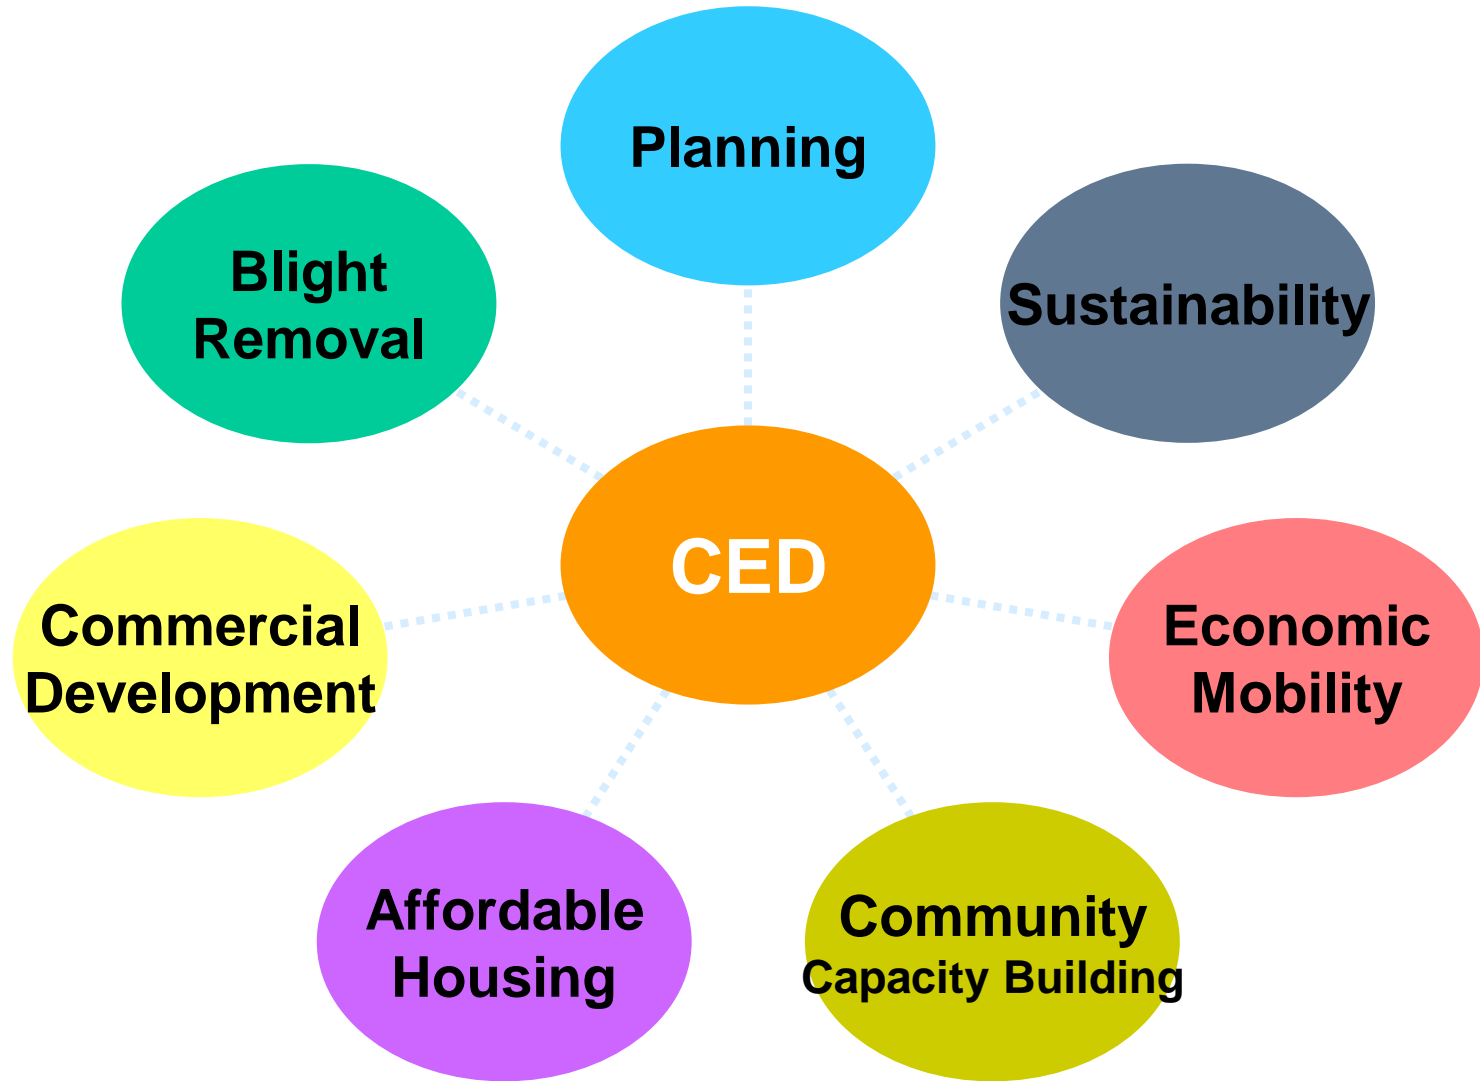 Planning
Blight
Removal
Sustainability
CED
Commercial
Development
Economic
Mobility
Affordable
Housing
Community
Capacity Building